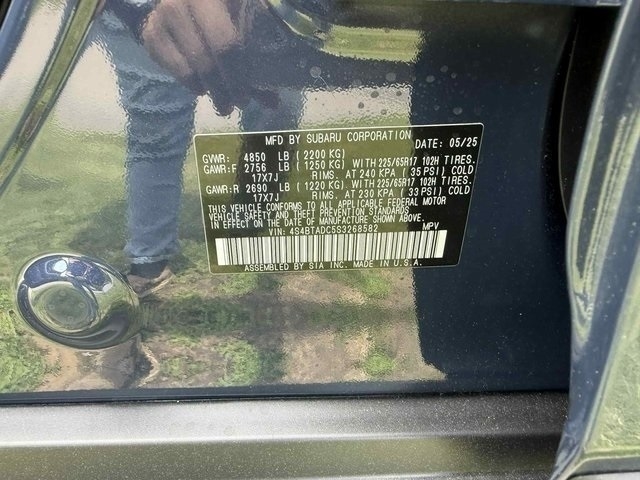 MFD BY SUBARU CORPORATION DATE: 05/25
GVWR: 4850 LB (2200 KG)
GAWR:F 2756 LB (1250 KG) WITH 225/65R17 102H TIRES.
17X7J RIMS. AT 240 KPA (35 PSI) COLD
GAWR:R 2690 LB (1220 KG) WITH 225/65R17 102H TIRES.
17X7J RIMS. AT 230 KPA (33 PSI) COLD
THIS VEHICLE CONFORMS TO ALL APPLICABLE FEDERAL MOTOR
VEHICLE SAFETY AND THEFT PREVENTION STANDARDS
IN EFFECT ON THE DATE OF MANUFACTURE SHOWN ABOVE.
VIN: 4S4BTADC5S3268582 MPV
ASSEMBLED BY SIA INC. MADE IN U.S.A.